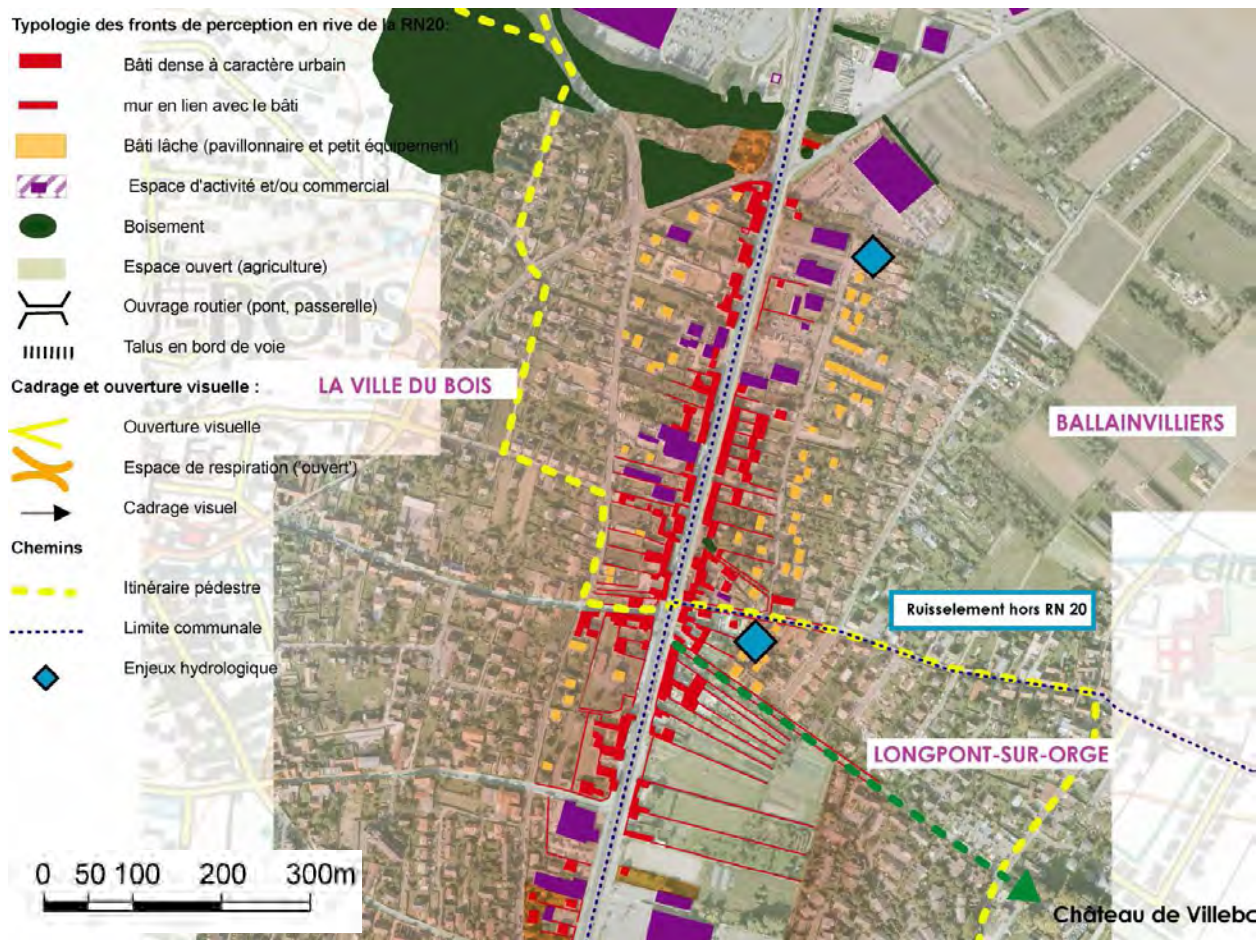 Typologie des fronts de perception en rive de la RN20:
Bâti dense à caractère urbain
mur en lien avec le bâti
Bâti lâche (pavillonnaire et petit équipement)
Espace d'activité et/ou commercial
Boisement
Espace ouvert (agriculture)
Ouvrage routier (pont, passerelle)
Talus en bord de voie
Cadrage et ouverture visuelle :
Ouverture visuelle
Espace de respiration ('ouvert')
Cadrage visuel
Chemins
Itinéraire pédestre
Limite communale
Enjeux hydrologique
BOIS
LA VILLE DU BOIS
BALLAINVILLIERS
Ruisselement hors RN 20
LONGPONT-SUR-ORGE
Château de Villebo
0 50 100 200 300m